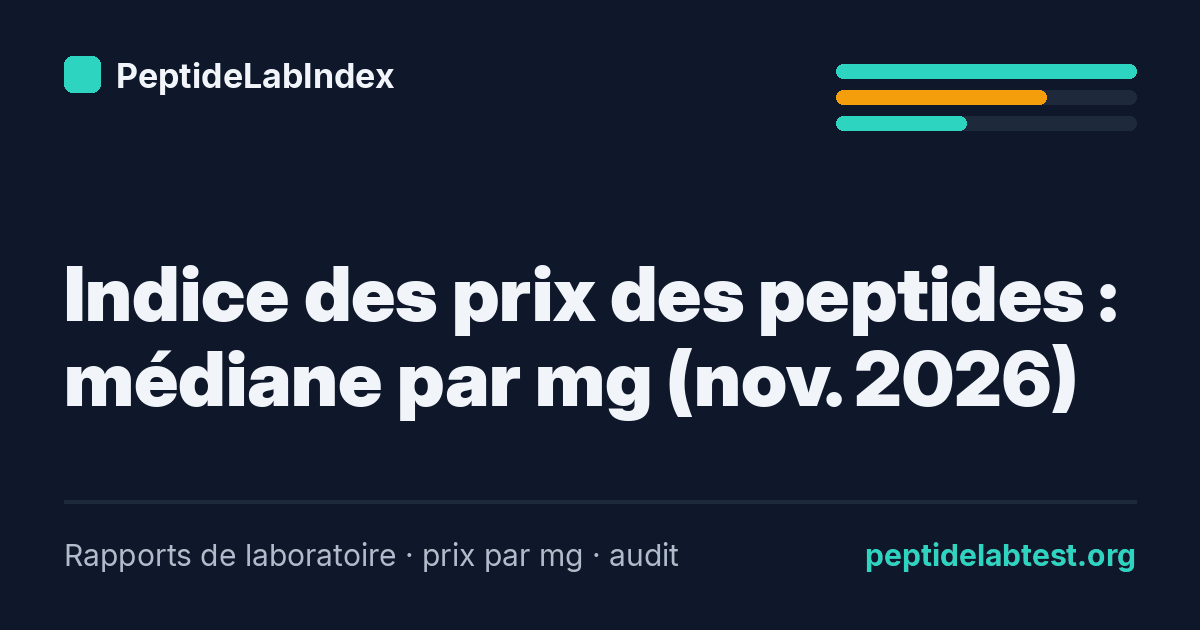 PeptideLabIndex
Indice des prix des peptides :
médiane par mg (nov. 2026)
Rapports de laboratoire · prix par mg · audit
peptidelabtest.org